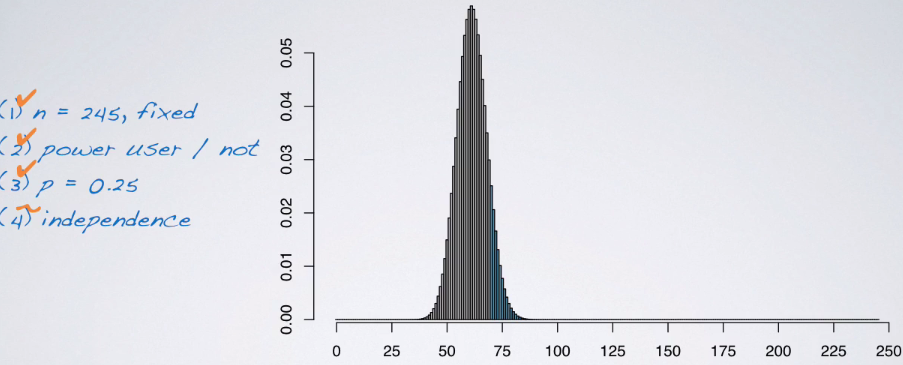 (1) n = 245, fixed
(2) power user / not
(3) p = 0.25
(4) independence
0.05
0.04
0.03
0.02
0.01
0.00
0 25 50 75 100 125 150 175 200 225 250